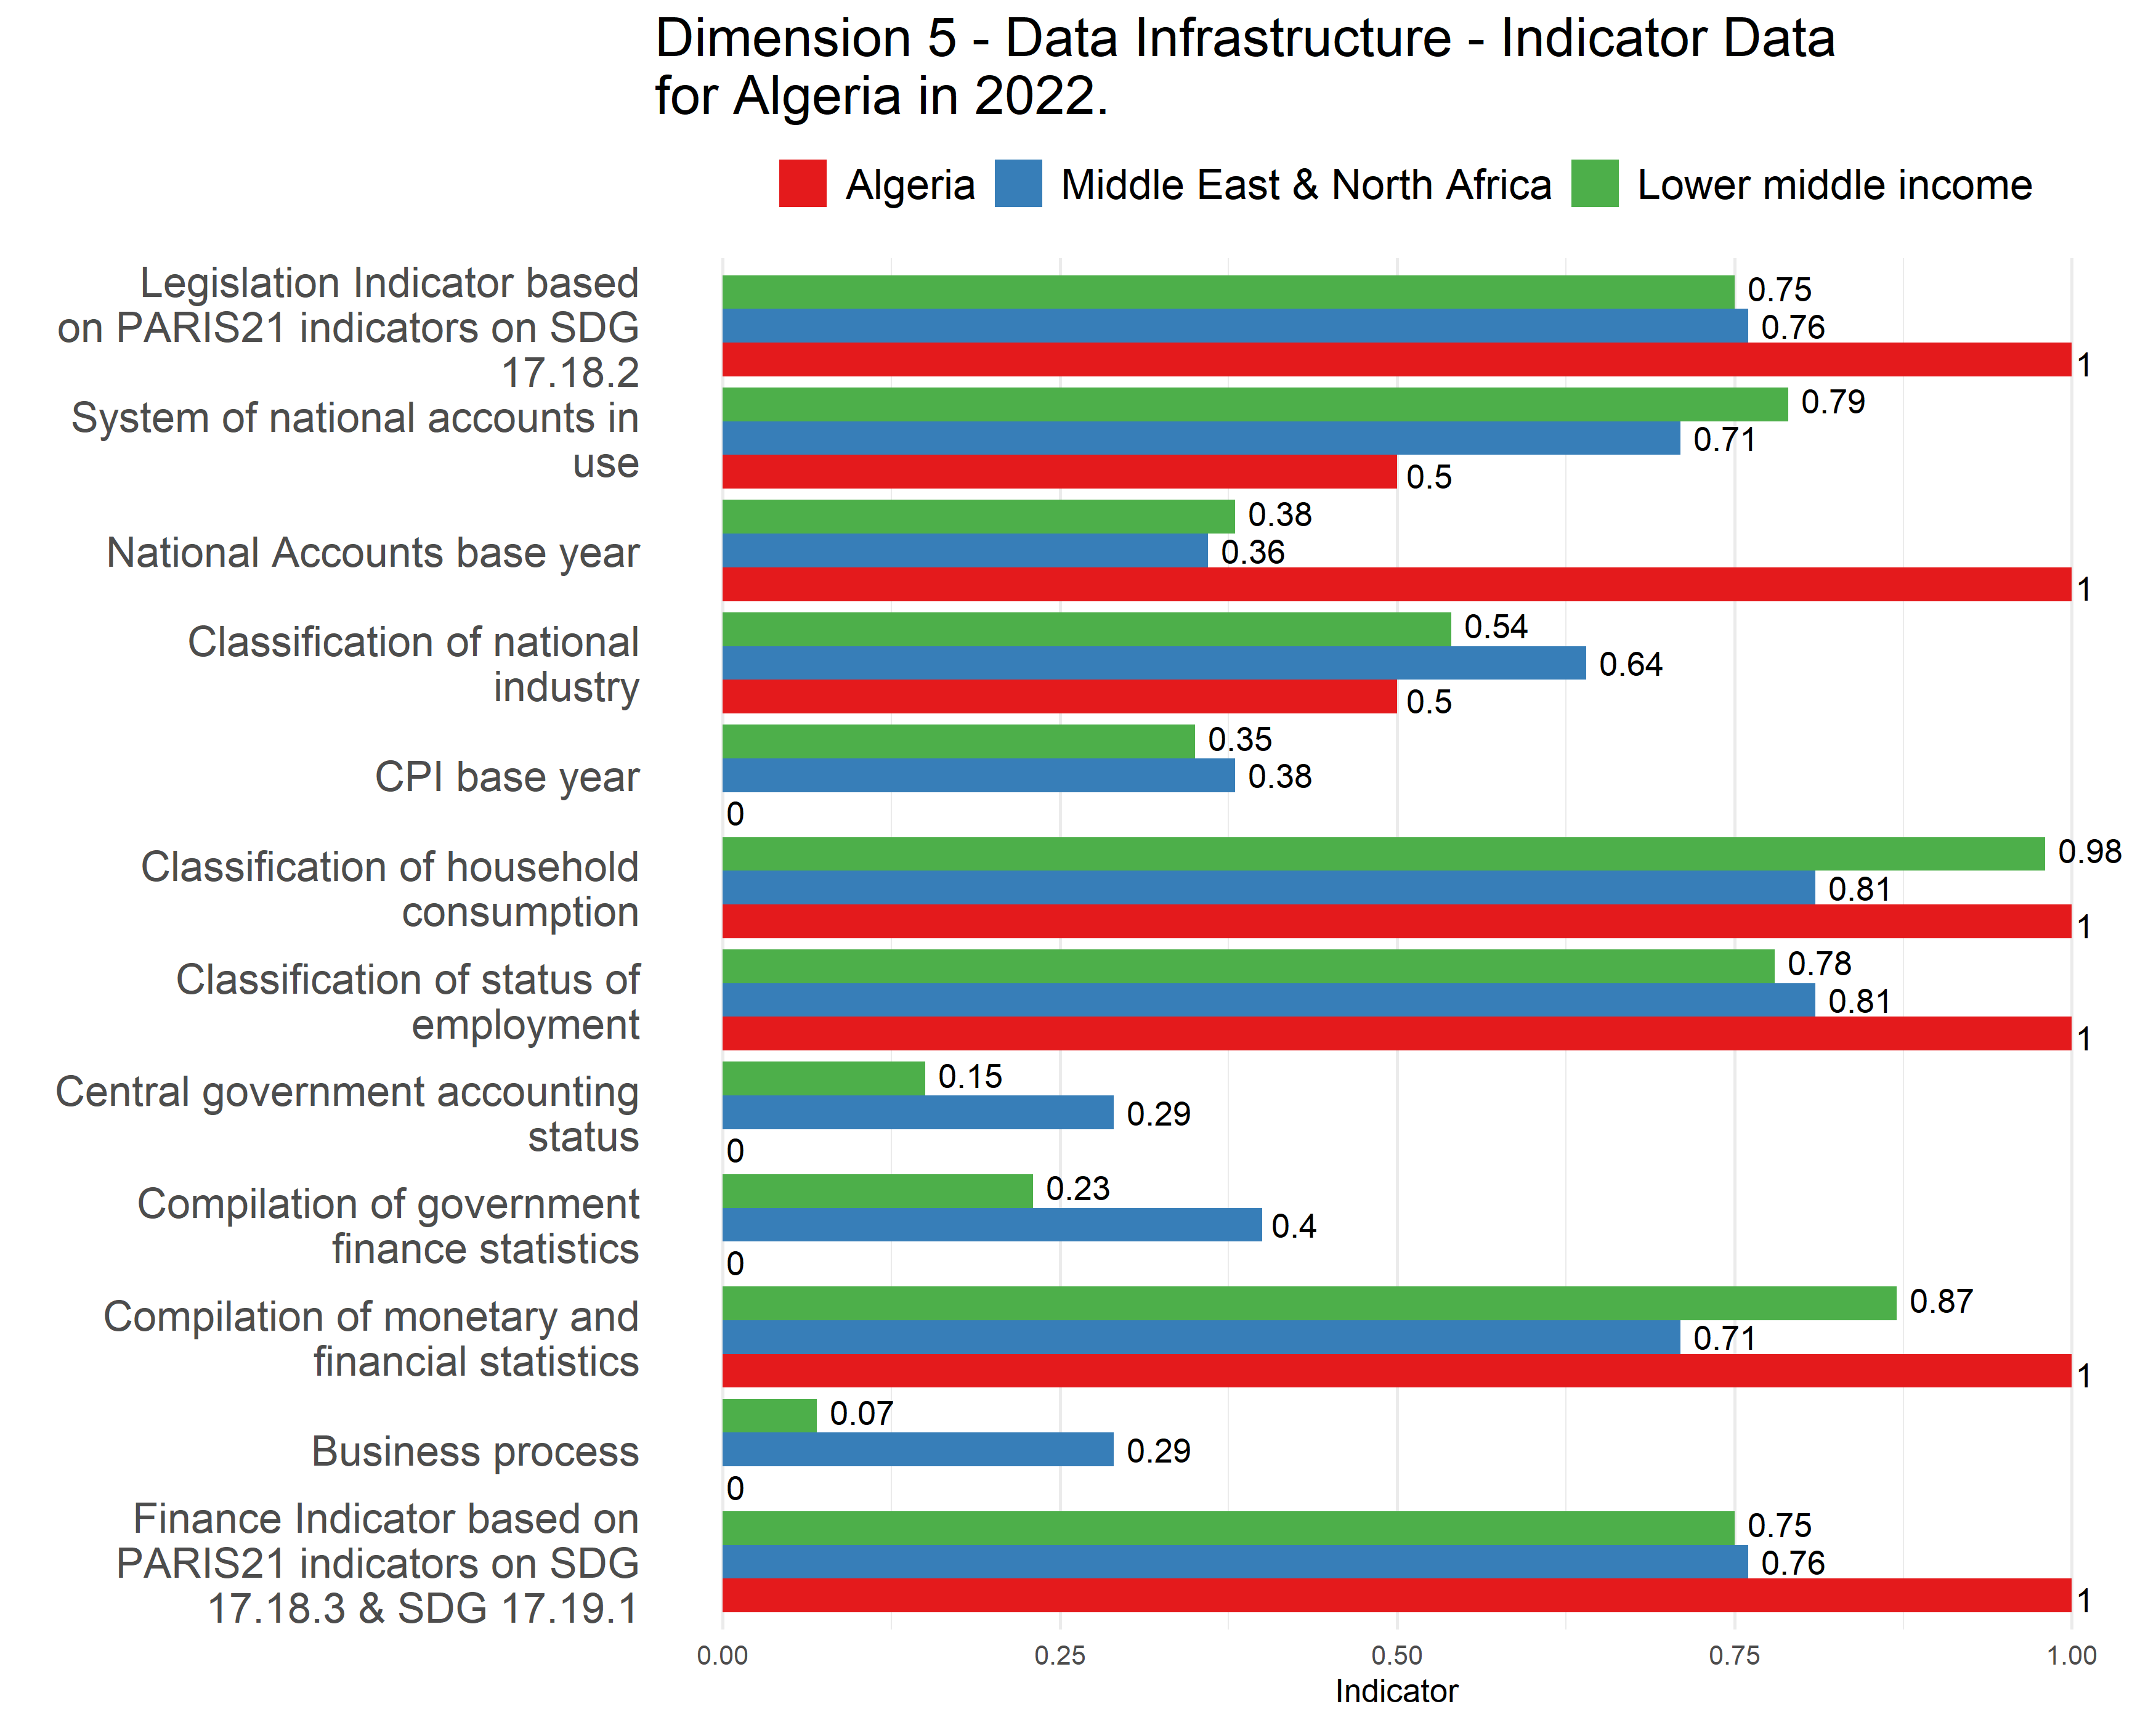 Dimension 5 - Data Infrastructure - Indicator Data
for Algeria in 2022.
Algeria
Middle East & North Africa
Lower middle income
Legislation Indicator based
on PARIS21 indicators on SDG
17.18.2
0.75
0.76
1
System of national accounts in
use
0.79
0.71
0.5
National Accounts base year
0.38
0.36
1
Classification of national
industry
0.54
0.64
0.5
CPI base year
0.35
0.38
0
Classification of household
consumption
0.98
0.81
1
Classification of status of
employment
0.78
0.81
1
Central government accounting
status
0.15
0.29
0
Compilation of government
finance statistics
0.23
0.4
0
Compilation of monetary and
financial statistics
0.87
0.71
1
Business process
0.07
0.29
0
Finance Indicator based on
PARIS21 indicators on SDG
17.18.3 & SDG 17.19.1
0.75
0.76
1
0.00
0.25
0.50
0.75
1.00
Indicator